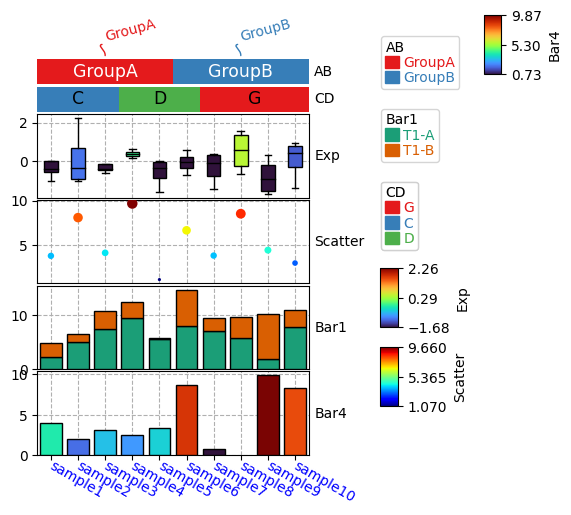 GroupA
GroupB
GroupA
GroupB
AB
C
D
G
CD
2
0
Exp
10
5
Scatter
10
0
Bar1
10
5
0
Bar4
sample1
sample2
sample3
sample4
sample5
sample6
sample7
sample8
sample9
sample10
AB
GroupA
GroupB
Bar1
T1-A
T1-B
CD
G
C
D
2.26
0.29
−1.68
Exp
9.660
5.365
1.070
Scatter
9.87
5.30
0.73
Bar4